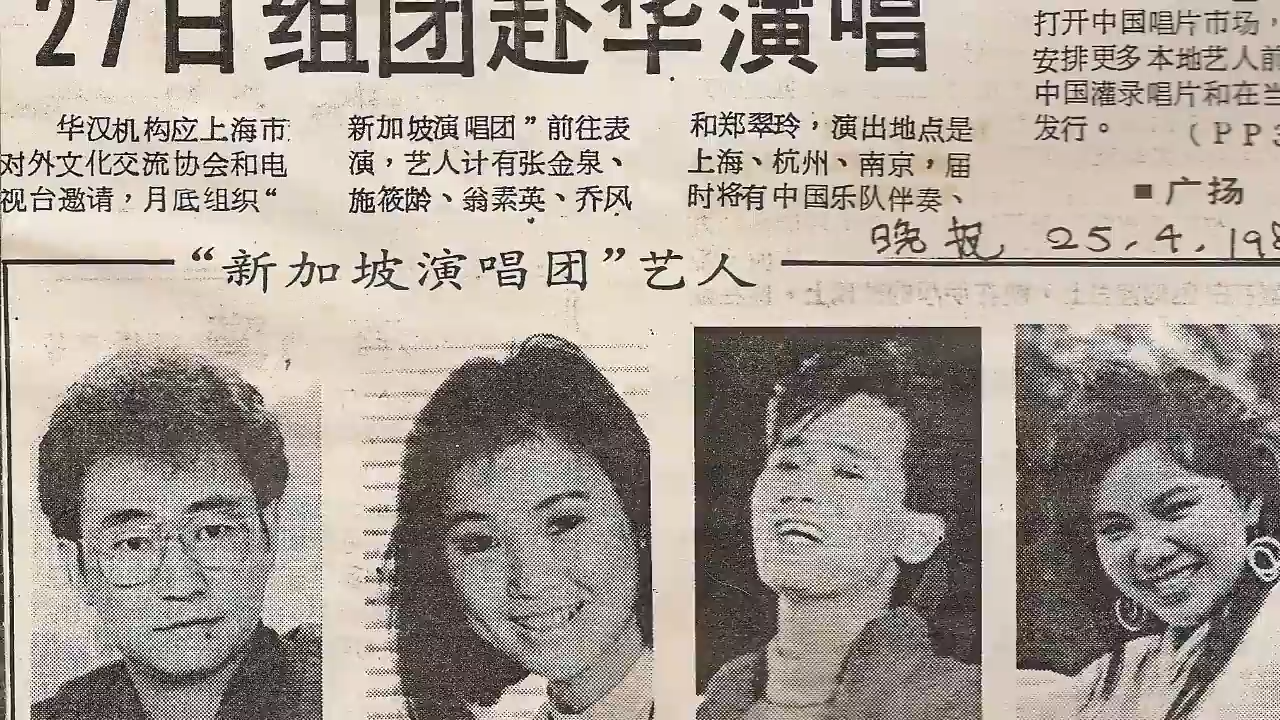 27日组团赴华演唱
华汉机构应上海市
对外文化交流协会和电
视台邀请，月底组织“
新加坡演唱团”前往表
演，艺人计有张金泉、
施筱龄、翁素英、乔风
和郑翠玲，演出地点是
上海、杭州、南京，届
时将有中国乐队伴奏、
打开中国唱片市场，
安排更多本地艺人前
中国灌录唱片和在当
发行。（PPS
■广扬
晚报 25.4.198
“新加坡演唱团”艺人